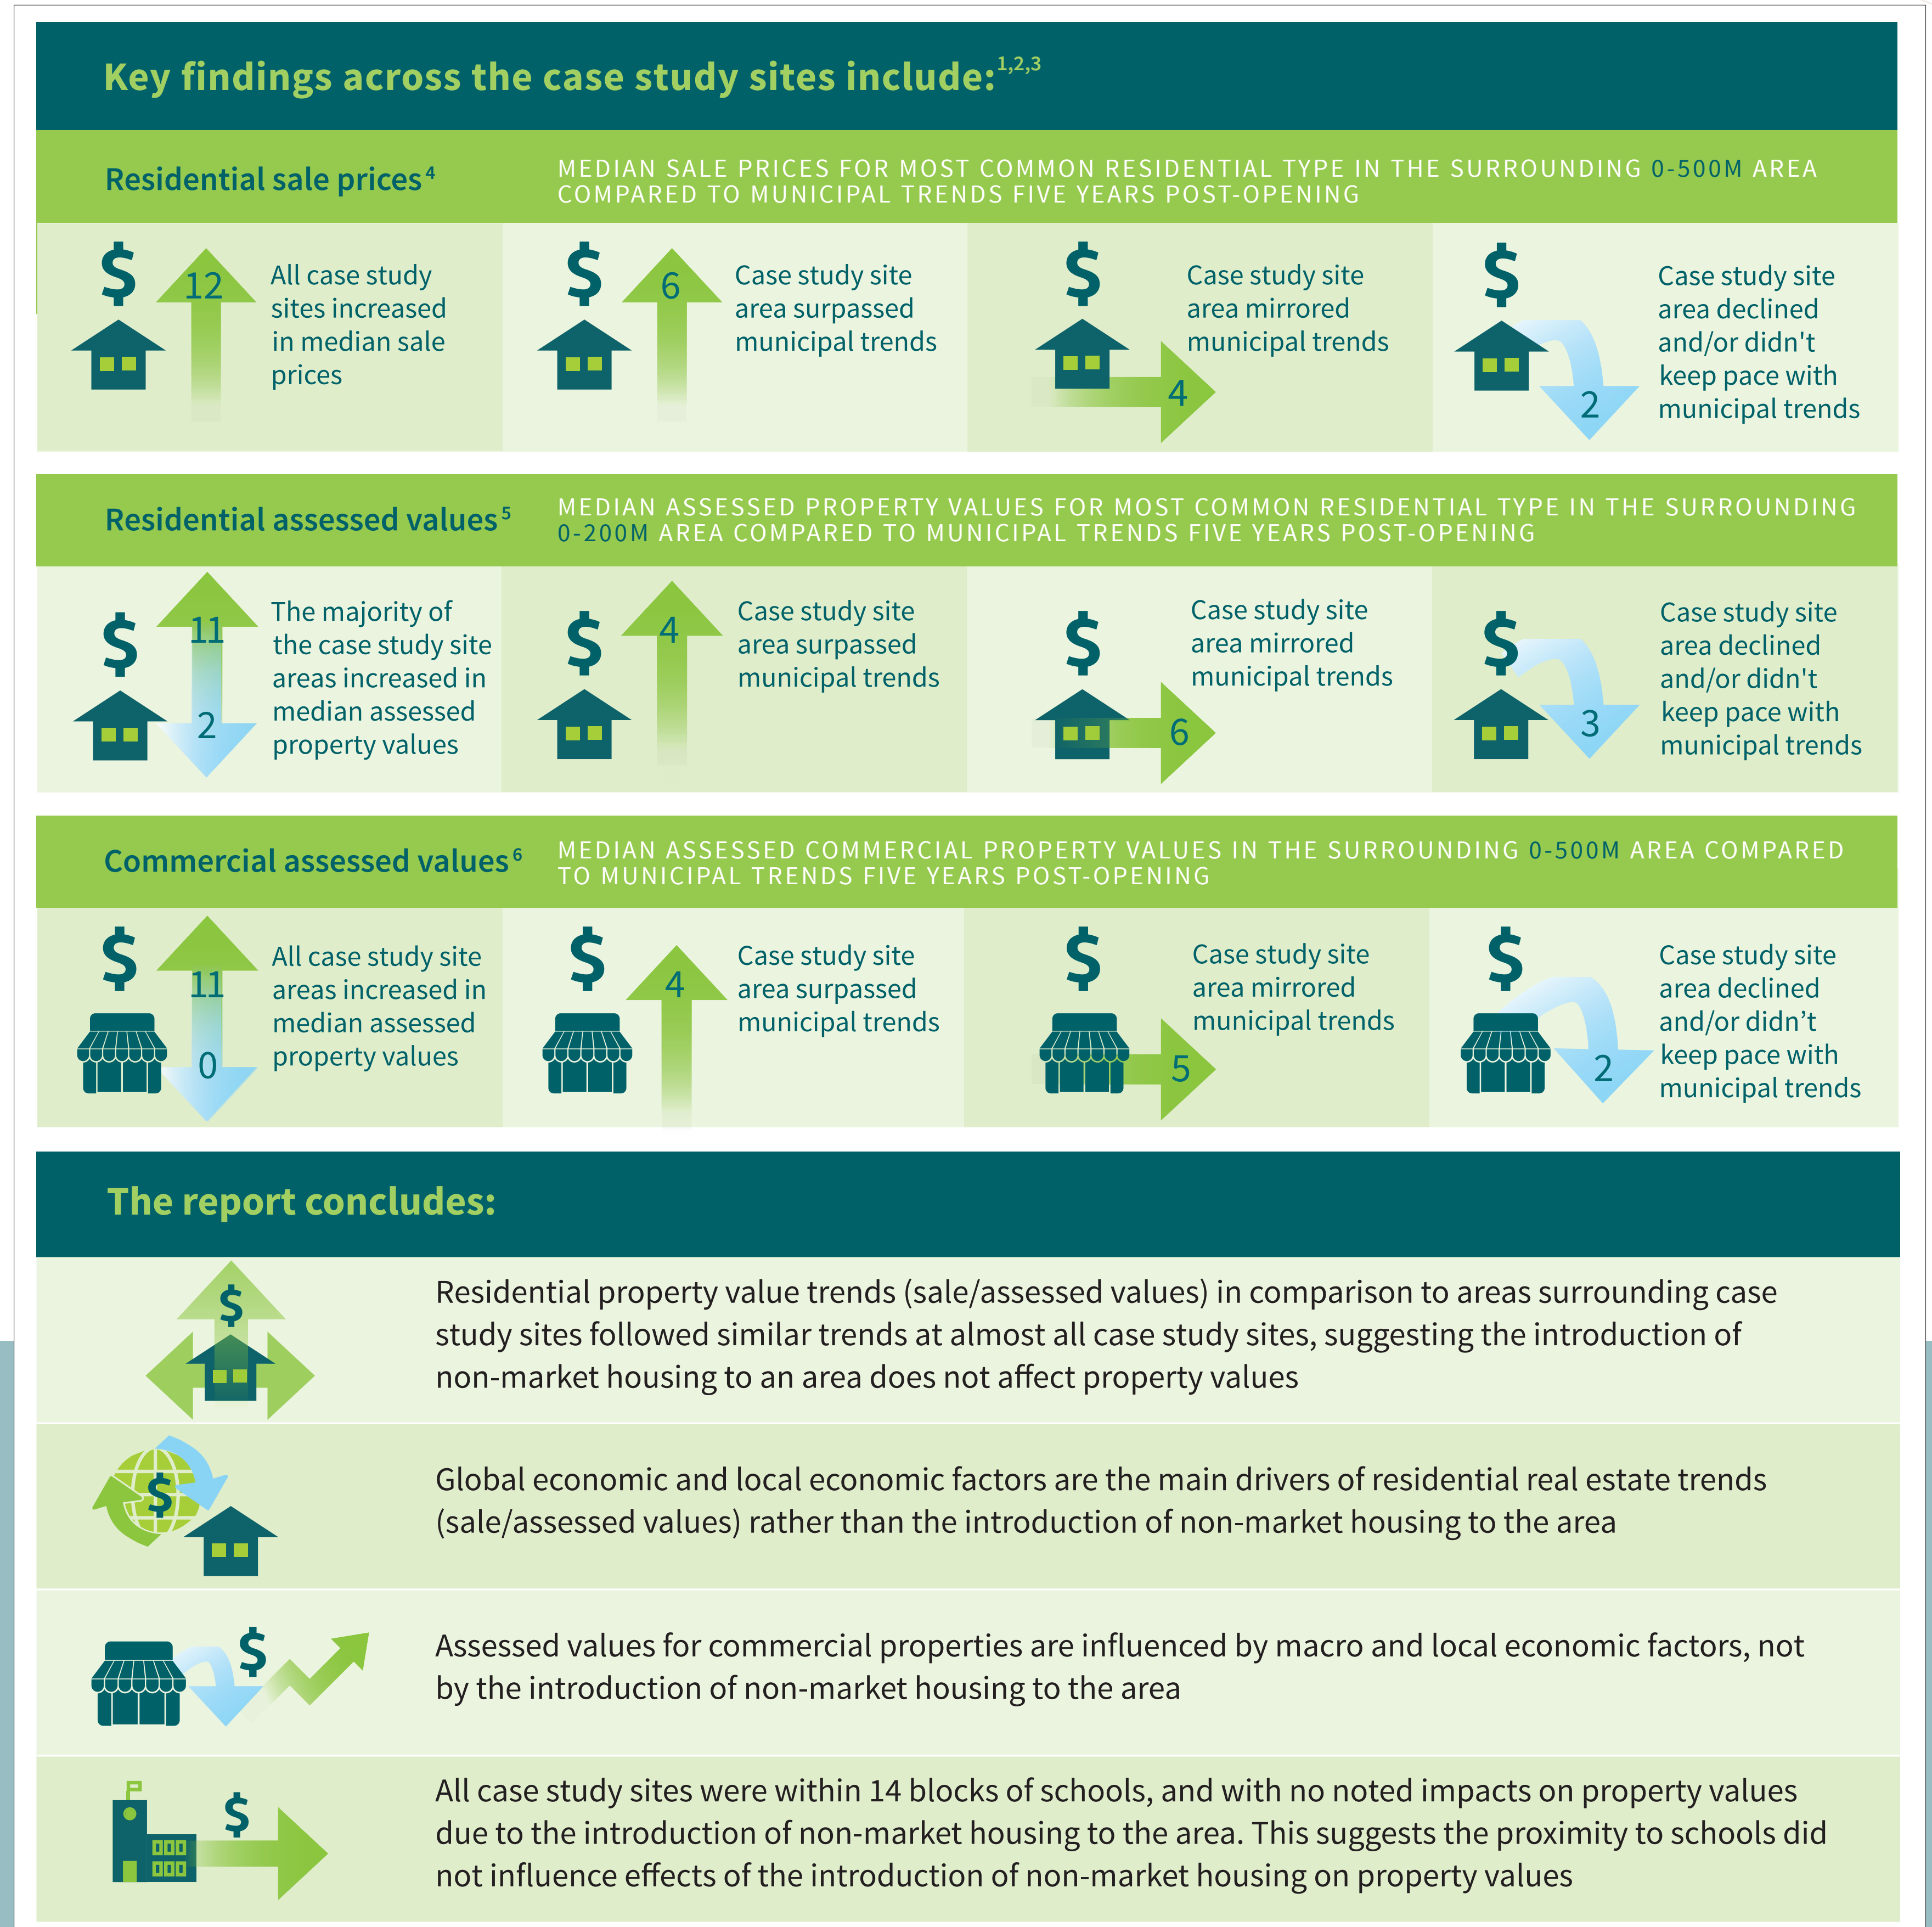 Key findings across the case study sites include:1,2,3
Residential sale prices4
MEDIAN SALE PRICES FOR MOST COMMON RESIDENTIAL TYPE IN THE SURROUNDING 0-500M AREA
COMPARED TO MUNICIPAL TRENDS FIVE YEARS POST-OPENING
$
12
All case study
sites increased
in median sale
prices
$
6
Case study site
area surpassed
municipal trends
$
4
Case study site
area mirrored
municipal trends
$
2
Case study site
area declined
and/or didn't
keep pace with
municipal trends
Residential assessed values5
MEDIAN ASSESSED PROPERTY VALUES FOR MOST COMMON RESIDENTIAL TYPE IN THE SURROUNDING
0-200M AREA COMPARED TO MUNICIPAL TRENDS FIVE YEARS POST-OPENING
$
11
2
The majority of
the case study site
areas increased in
median assessed
property values
$
4
Case study site
area surpassed
municipal trends
$
6
Case study site
area mirrored
municipal trends
$
3
Case study site
area declined
and/or didn't
keep pace with
municipal trends
Commercial assessed values6
MEDIAN ASSESSED COMMERCIAL PROPERTY VALUES IN THE SURROUNDING 0-500M AREA COMPARED
TO MUNICIPAL TRENDS FIVE YEARS POST-OPENING
$
11
0
All case study site
areas increased in
median assessed
property values
$
4
Case study site
area surpassed
municipal trends
$
5
Case study site
area mirrored
municipal trends
$
2
Case study site
area declined
and/or didn’t
keep pace with
municipal trends
The report concludes:
$
Residential property value trends (sale/assessed values) in comparison to areas surrounding case
study sites followed similar trends at almost all case study sites, suggesting the introduction of
non-market housing to an area does not affect property values
$
Global economic and local economic factors are the main drivers of residential real estate trends
(sale/assessed values) rather than the introduction of non-market housing to the area
$
Assessed values for commercial properties are influenced by macro and local economic factors, not
by the introduction of non-market housing to the area
$
All case study sites were within 14 blocks of schools, and with no noted impacts on property values
due to the introduction of non-market housing to the area. This suggests the proximity to schools did
not influence effects of the introduction of non-market housing on property values